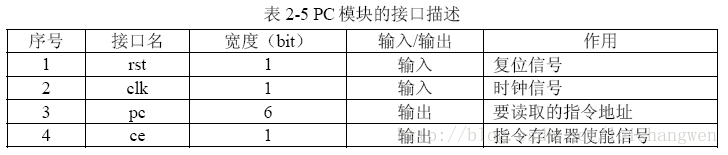 表 2-5 PC 模块的接口描述
序号 接口名 宽度（bit） 输入/输出 作用
1 rst 1 输入 复位信号
2 clk 1 输入 时钟信号
3 pc 6 输出 要读取的指令地址
4 ce 1 输出 指令存储器使能信号